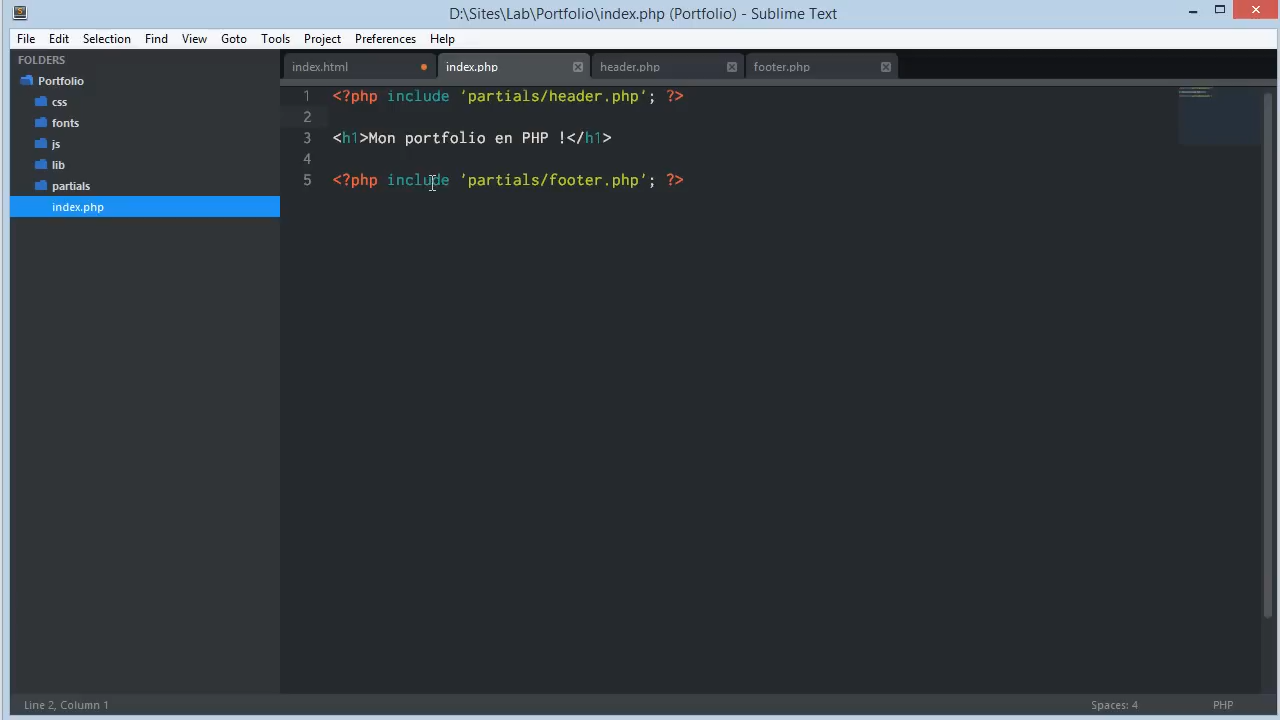 D:\Sites\Lab\Portfolio\index.php (Portfolio) - Sublime Text
File Edit Selection Find View Goto Tools Project Preferences Help
FOLDERS
Portfolio
css
fonts
js
lib
partials
index.php
index.html index.php header.php footer.php
1 <?php include 'partials/header.php'; ?>
2
3 <h1>Mon portfolio en PHP !</h1>
4
5 <?php include 'partials/footer.php'; ?>
Line 2, Column 1 Spaces: 4 PHP